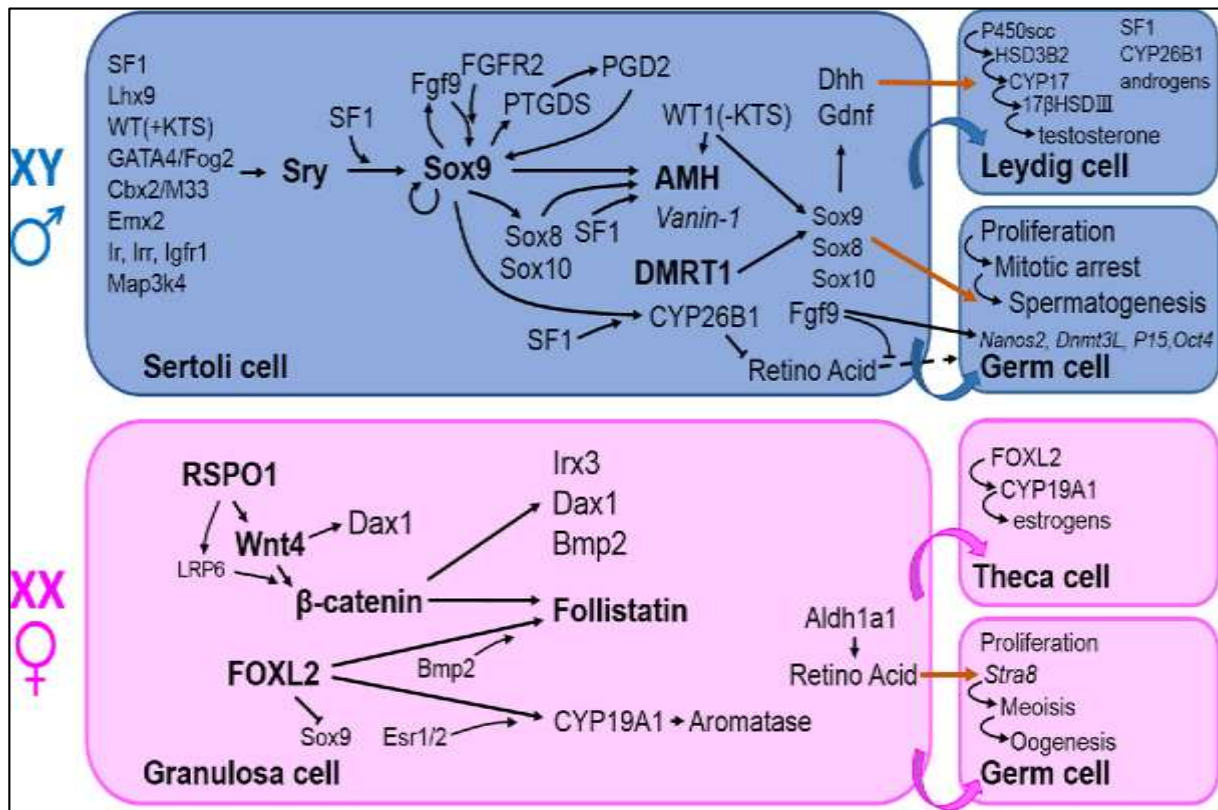 XY
SF1
Lhx9
WT(+KTS)
GATA4/Fog2
Cbx2/M33
Emx2
Ir, Irr, Igfr1
Map3k4
Sry
SF1
Fgf9
FGFR2
PTGDS
PGD2
Sox9
Sox8
Sox10
SF1
AMH
Vanin-1
WT1(-KTS)
DMRT1
SF1
CYP26B1
Retino Acid
Dhh
Gdnf
Sox9
Sox8
Sox10
Fgf9
Sertoli cell
P450scc
HSD3B2
CYP17
17βHSDⅢ
testosterone
SF1
CYP26B1
androgens
Leydig cell
Proliferation
Mitotic arrest
Spermatogenesis
Nanos2, Dnmt3L, P15,Oct4
Germ cell
XX
RSPO1
Wnt4
Dax1
LRP6
β-catenin
Irx3
Dax1
Bmp2
Follistatin
FOXL2
Bmp2
Sox9
Esr1/2
CYP19A1
Aromatase
Aldh1a1
Retino Acid
Granulosa cell
FOXL2
CYP19A1
estrogens
Theca cell
Proliferation
Stra8
Meoisis
Oogenesis
Germ cell